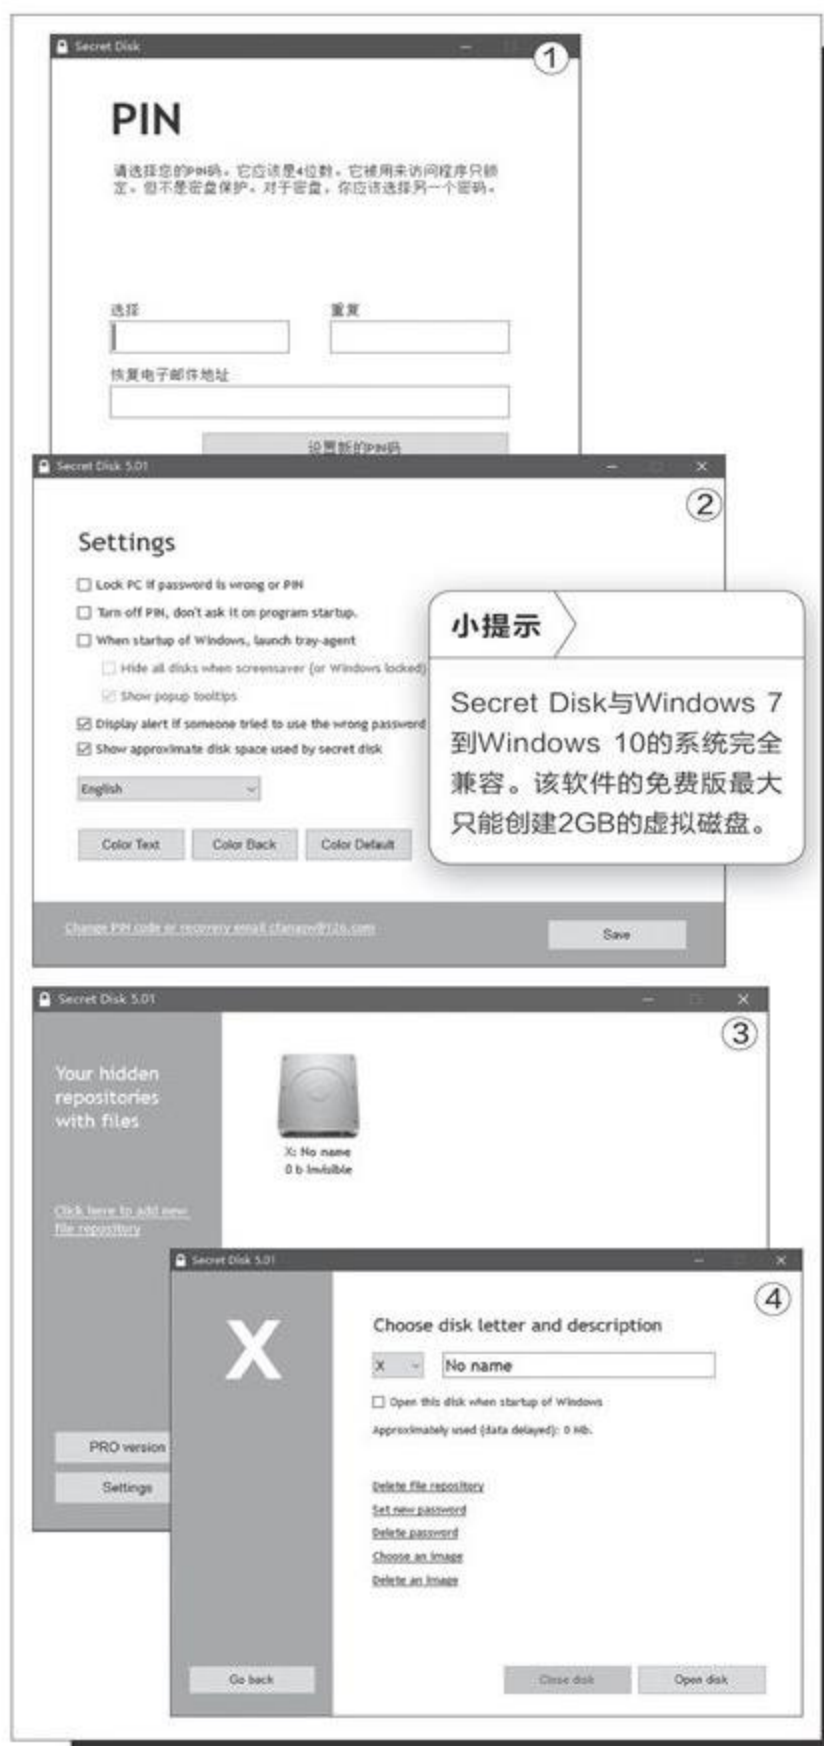 Secret Disk
①
PIN
请选择您的PIN码。它应该是4位数。它被用来访问程序只锁
定。但不是密盘保护。对于密盘，你应该选择另一个密码。
选择
重复
恢复电子邮件地址
设置新的PIN码
Secret Disk 5.01
②
Settings
Lock PC if password is wrong or PIN
Turn off PIN, don't ask it on program startup.
When startup of Windows, launch tray-agent
Hide all disks when screensaver (or Windows locked)
Show popup tooltips
Display alert if someone tried to use the wrong password
Show approximate disk space used by secret disk
English
Color Text
Color Back
Color Default
小提示
Secret Disk与Windows 7
到Windows 10的系统完全
兼容。该软件的免费版最大
只能创建2GB的虚拟磁盘。
Change PIN code or recovery email
Save
Secret Disk 5.01
③
Your hidden
repositories
with files
X: No name
0 b Invisible
Click here to add new
file repository
PRO version
Settings
Secret Disk 5.01
④
X
Choose disk letter and description
X
No name
Open this disk when startup of Windows
Approximately used (data delayed): 0 Mb.
Delete file repository
Set new password
Delete password
Choose an image
Delete an image
Go back
Close disk
Open disk